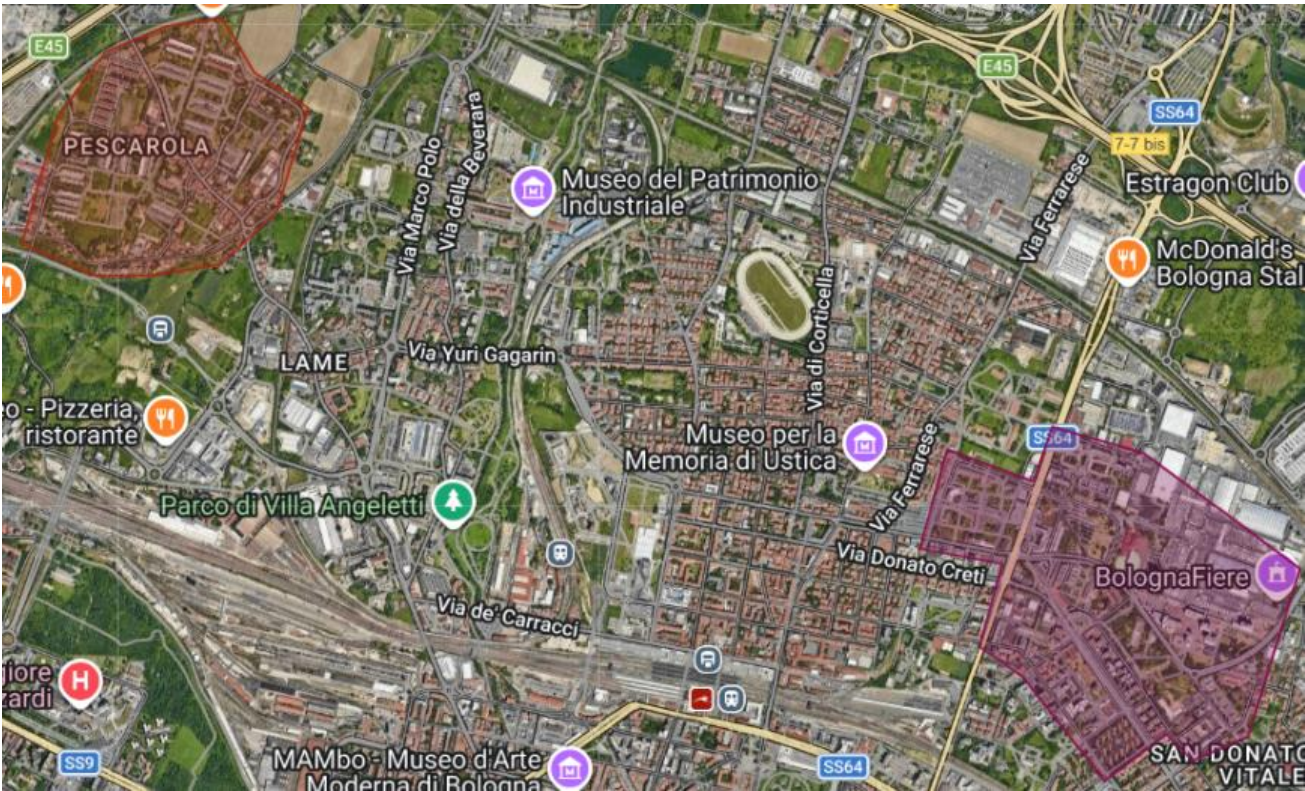 E45
E45
SS64
PESCAROLA
7-7 bis
Via Marco Polo
Via della Beverara
Museo del Patrimonio
Industriale
Via Ferrarese
Estragon Club
McDonald's
Bologna Stal
Via di Corticella
LAME
Via Yuri Gagarin
o - Pizzeria,
ristorante
Museo per la
Memoria di Ustica
SS64
Via Ferrarese
Parco di Villa Angeletti
Via Donato Creti
BolognaFiere
Via de' Carracci
giore
zardi
H
SS9
MAMbo - Museo d'Arte
Moderna di Bologna
SS64
SAN DONATO
VITALE